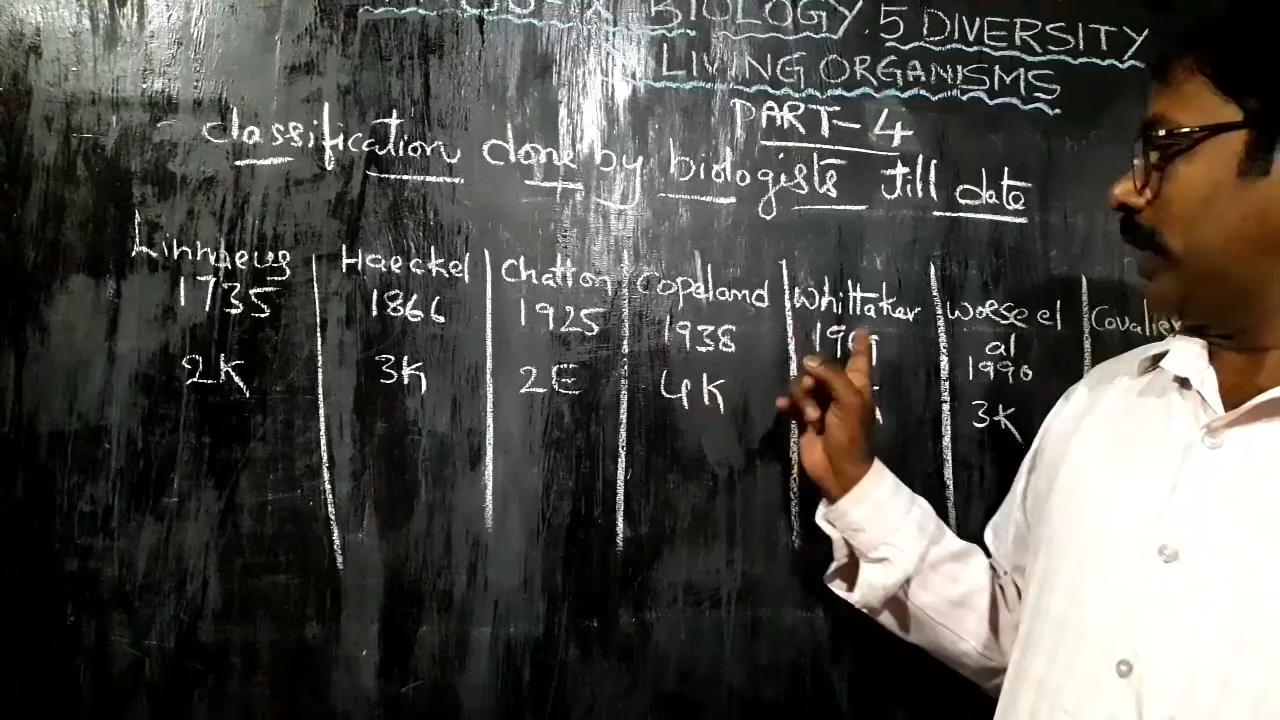 BIOLOGY. 5 DIVERSITY
LIVING ORGANISMS
PART-4
classification done by biologists till date
Linnaeus
1735
2K
Haeckel
1866
3K
Chatton
1925
2E
Copeland
1938
4K
Whittaker
Woese el
al
1990
3K
Cavalier